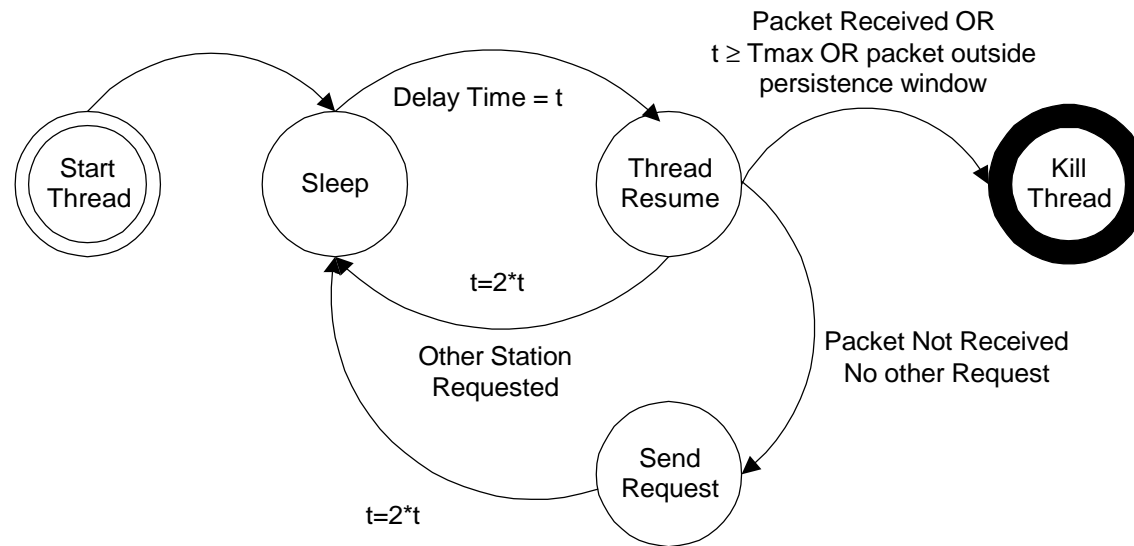 Packet Received OR
t ≥ Tmax OR packet outside
persistence window
Delay Time = t
Start
Thread
Sleep
Thread
Resume
Kill
Thread
t=2*t
Other Station
Requested
Packet Not Received
No other Request
Send
Request
t=2*t